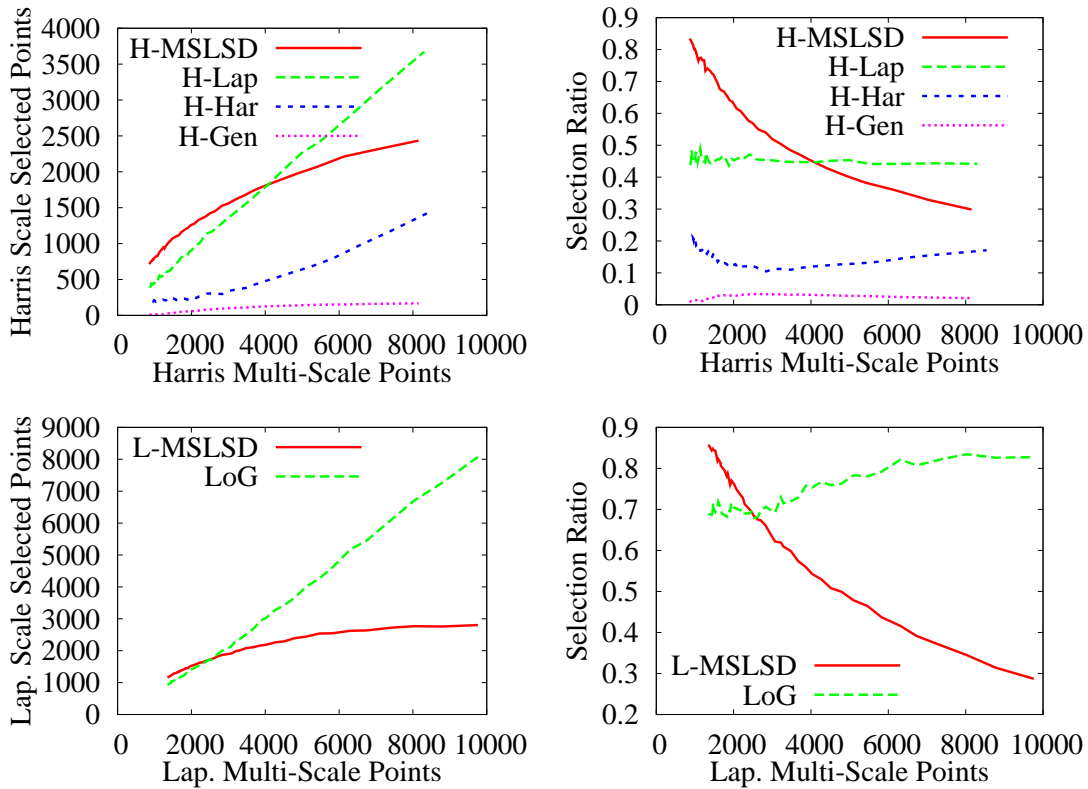 Harris Scale Selected Points
4000
3500
3000
2500
2000
1500
1000
500
0
H-MSLSD
H-Lap
H-Har
H-Gen
0 2000 4000 6000 8000 10000
Harris Multi-Scale Points
Selection Ratio
0.9
0.8
0.7
0.6
0.5
0.4
0.3
0.2
0.1
0
H-MSLSD
H-Lap
H-Har
H-Gen
0 2000 4000 6000 8000 10000
Harris Multi-Scale Points
Lap. Scale Selected Points
9000
8000
7000
6000
5000
4000
3000
2000
1000
0
L-MSLSD
LoG
0 2000 4000 6000 8000 10000
Lap. Multi-Scale Points
Selection Ratio
0.9
0.8
0.7
0.6
0.5
0.4
0.3
0.2
L-MSLSD
LoG
0 2000 4000 6000 8000 10000
Lap. Multi-Scale Points